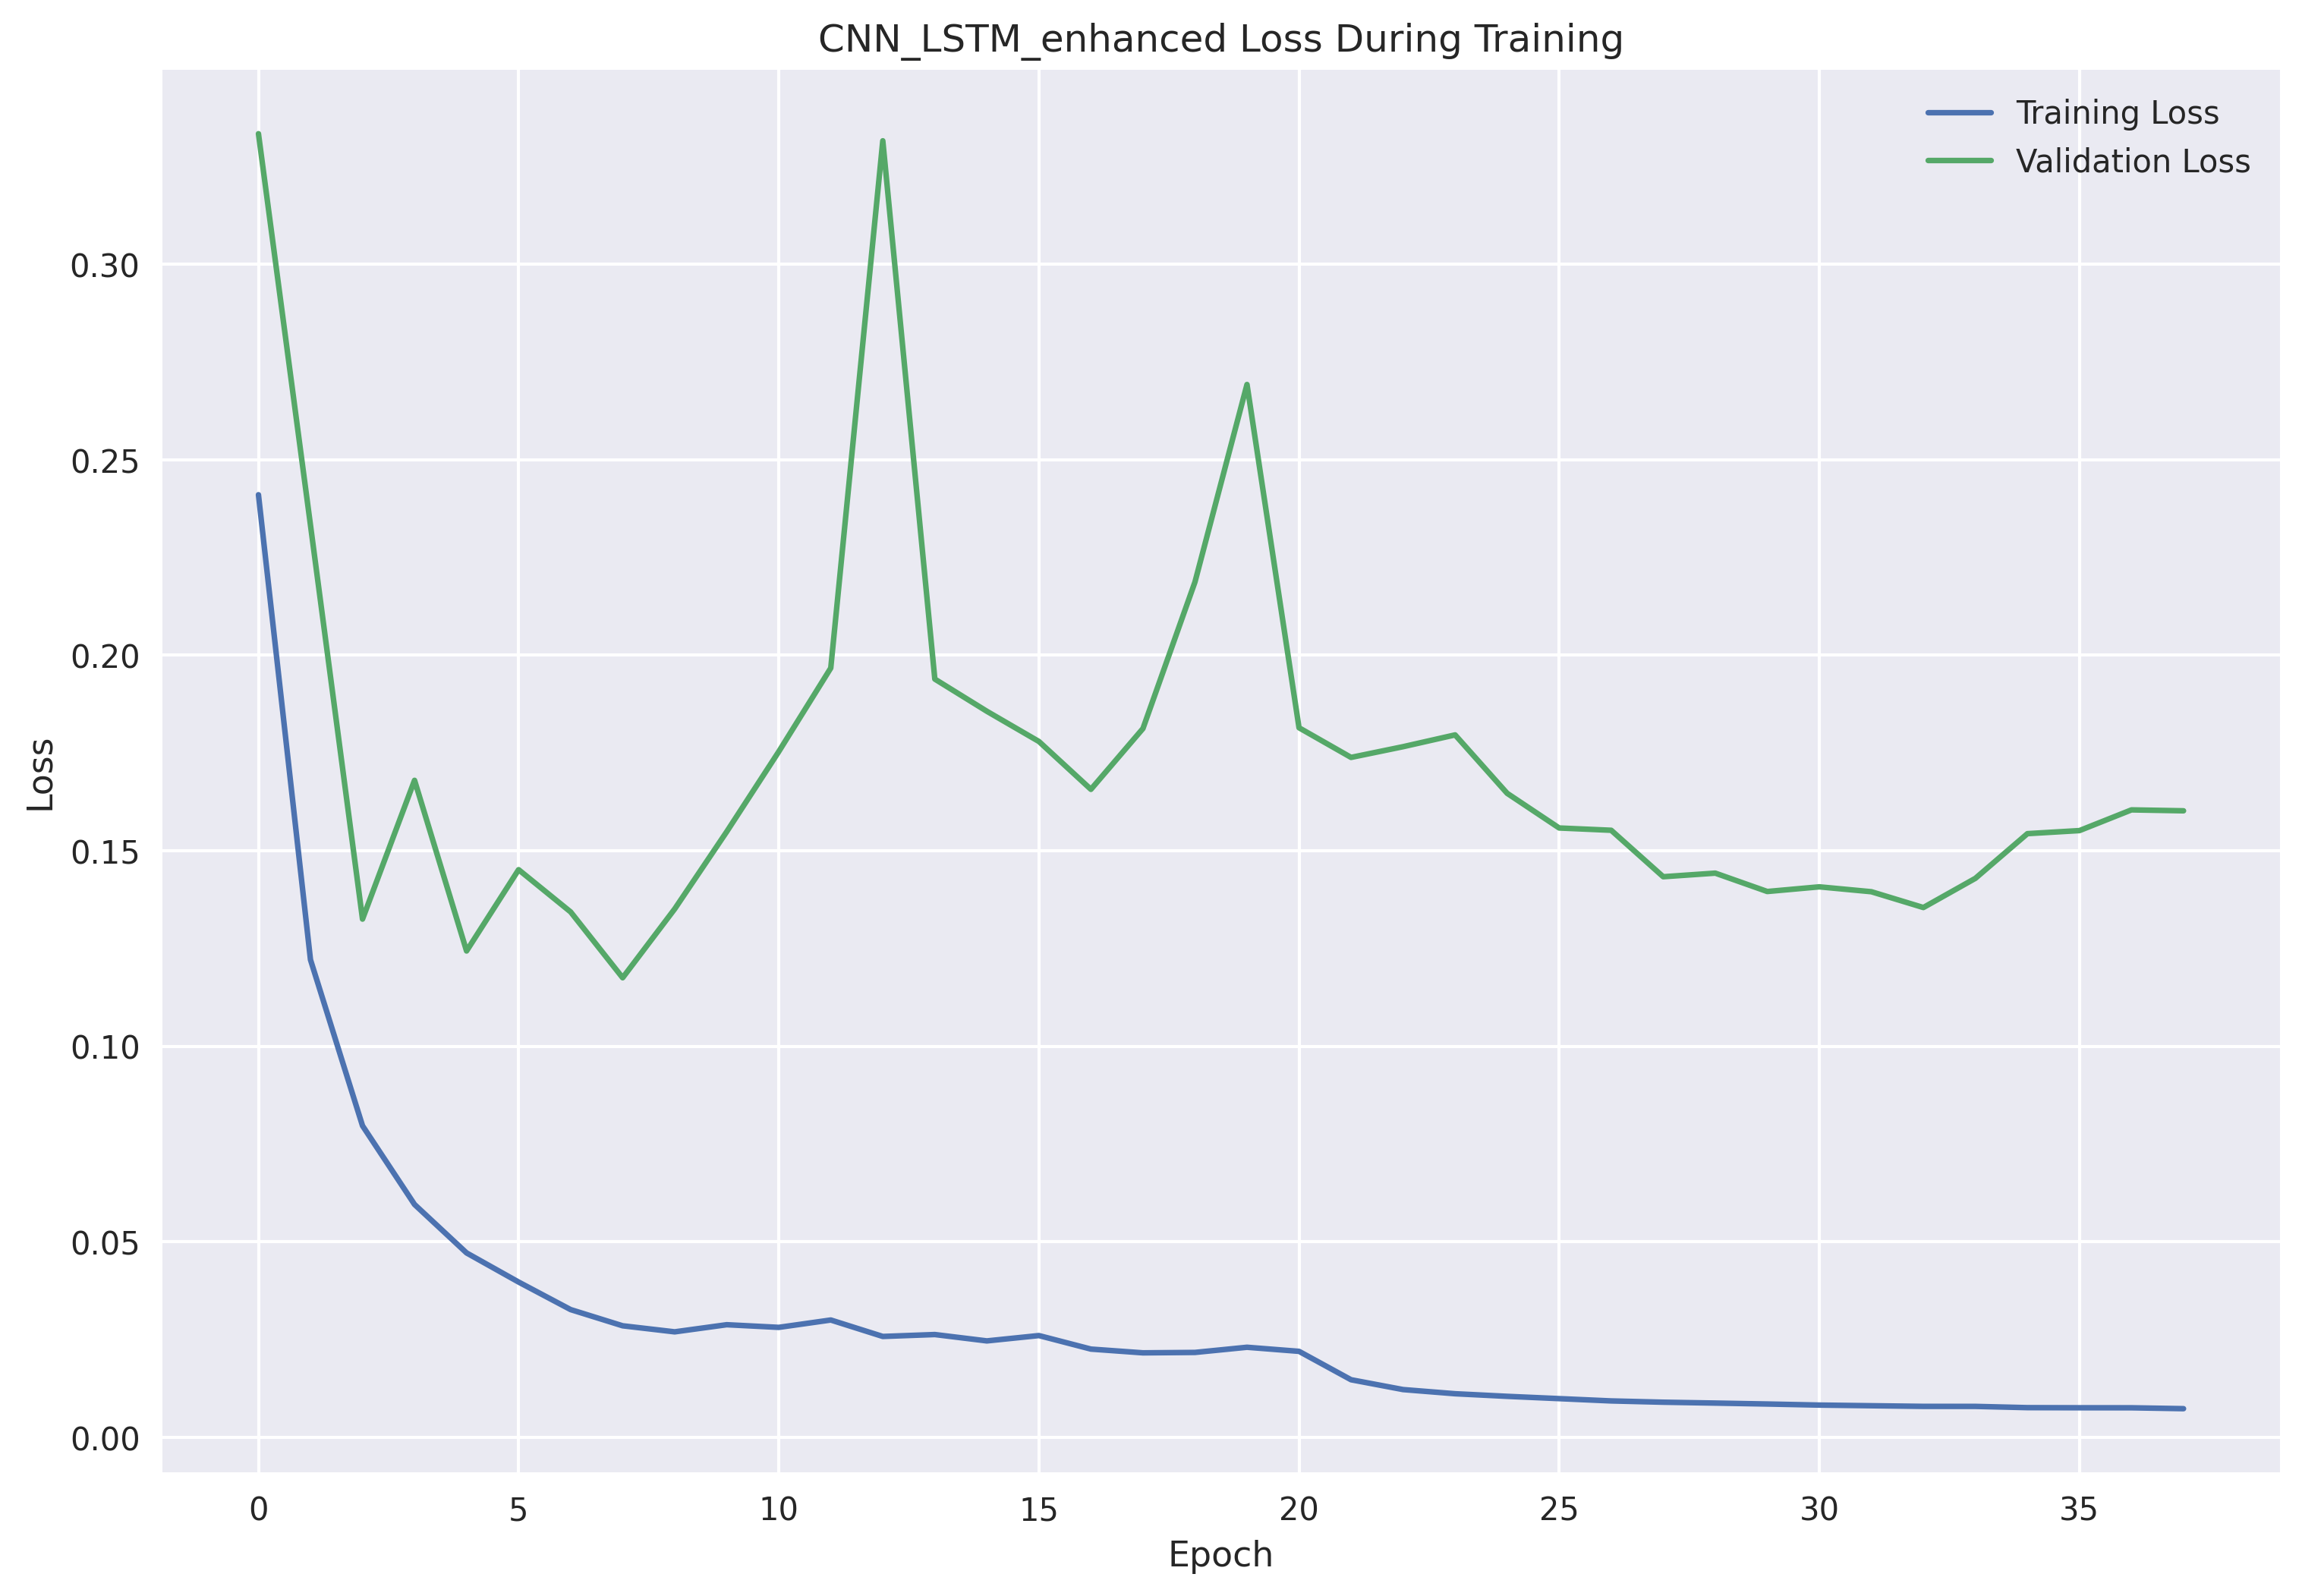 CNN_LSTM_enhanced Loss During Training
Training Loss
Validation Loss
0.30
0.25
0.20
0.15
0.10
0.05
0.00
Loss
0 5 10 15 20 25 30 35
Epoch